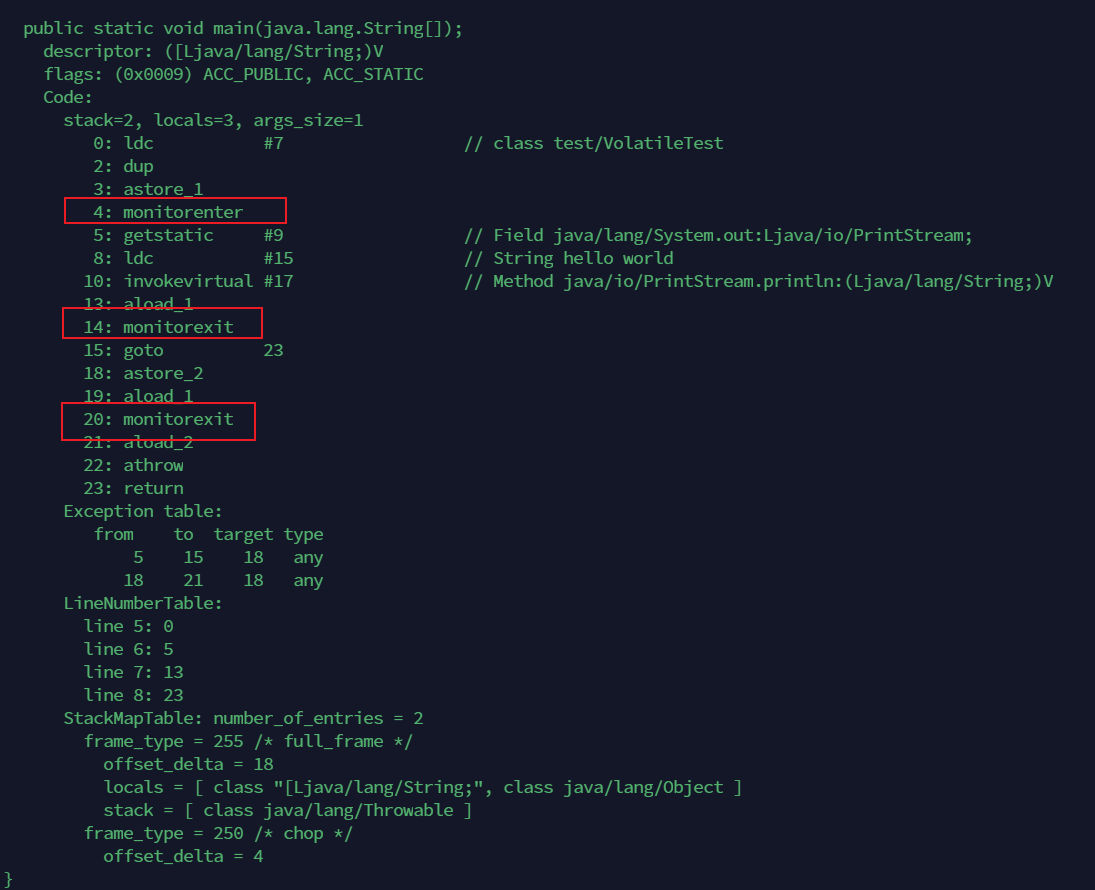 public static void main(java.lang.String[]);
descriptor: ([Ljava/lang/String;)V
flags: (0x0009) ACC_PUBLIC, ACC_STATIC
Code:
stack=2, locals=3, args_size=1
0: ldc #7 // class test/VolatileTest
2: dup
3: astore_1
4: monitorenter
5: getstatic #9 // Field java/lang/System.out:Ljava/io/PrintStream;
8: ldc #15 // String hello world
10: invokevirtual #17 // Method java/io/PrintStream.println:(Ljava/lang/String;)V
13: aload_1
14: monitorexit
15: goto 23
18: astore_2
19: aload_1
20: monitorexit
21: aload_2
22: athrow
23: return
Exception table:
from to target type
5 15 18 any
18 21 18 any
LineNumberTable:
line 5: 0
line 6: 5
line 7: 13
line 8: 23
StackMapTable: number_of_entries = 2
frame_type = 255 /* full_frame */
offset_delta = 18
locals = [ class "[Ljava/lang/String;", class java/lang/Object ]
stack = [ class java/lang/Throwable ]
frame_type = 250 /* chop */
offset_delta = 4
}